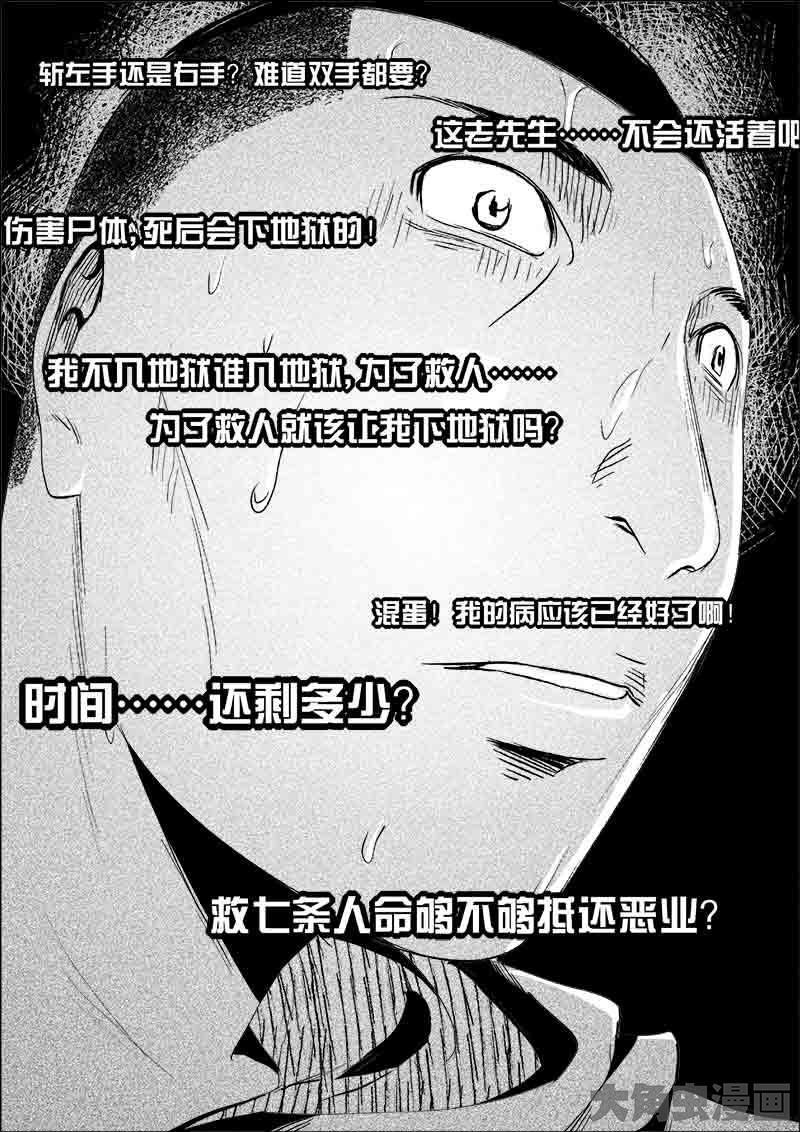 斩左手还是右手？难道双手都要？
这老先生……不会还活着吧
伤害尸体，死后会下地狱的！
我不入地狱谁入地狱，为了救人……
为了救人就该让我下地狱吗？
混蛋！我的病应该已经好了啊！
时间……还剩多少？
救七条人命够不够抵还恶业？
大角虫漫画